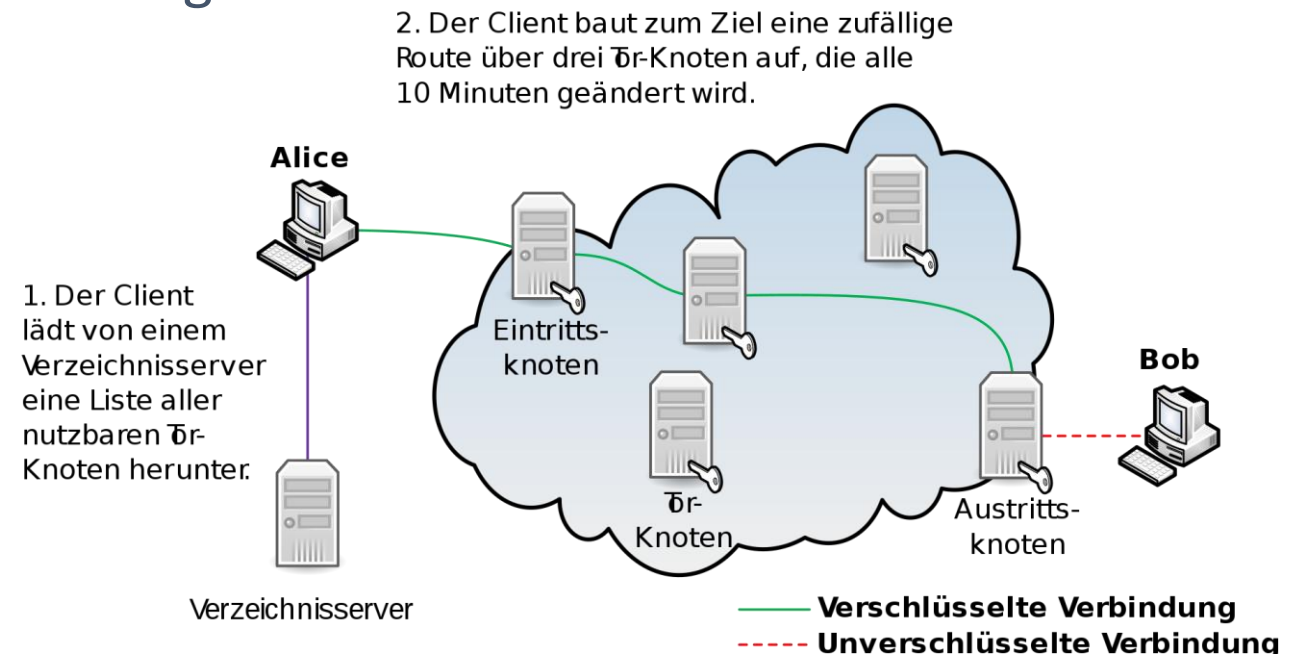 2. Der Client baut zum Ziel eine zufällige
Route über drei Tor-Knoten auf, die alle
10 Minuten geändert wird.
Alice
1. Der Client
lädt von einem
Verzeichnisserver
eine Liste aller
nutzbaren Tor-
Knoten herunter.
Eintritts-
knoten
Bob
Tor-
Knoten
Austritts-
knoten
Verzeichnisserver
Verschlüsselte Verbindung
Unverschlüsselte Verbindung